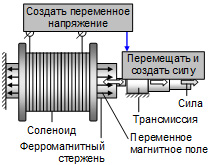 Создать переменное
напряжение
Перемещать и
создать силу
Сила
Трансмиссия
Соленоид
Переменное
магнитное поле
Ферромагнитный
стержень